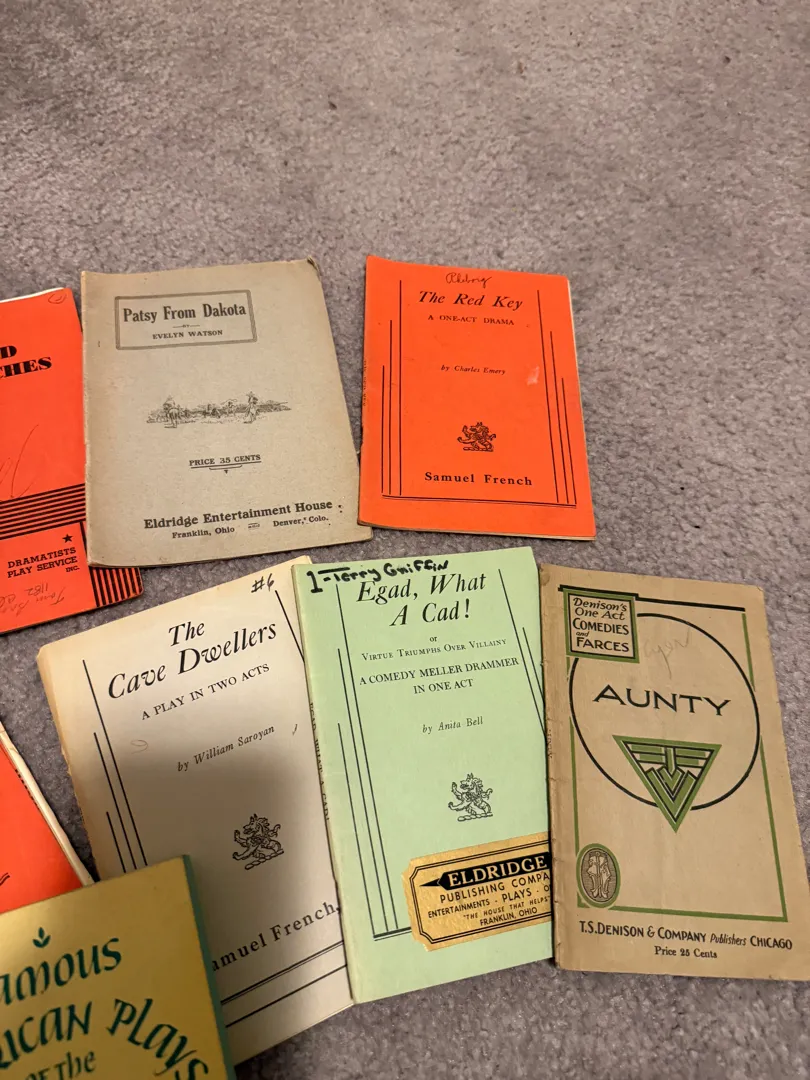 CHES
DRAMATISTS
PLAY SERVICE
INC.
Patsy From Dakota
BY
EVELYN WATSON
PRICE 35 CENTS
Eldridge Entertainment House
Franklin, Ohio Denver, Colo.
The Red Key
A ONE-ACT DRAMA
by Charles Emery
Samuel French
#6
The
Cave Dwellers
A PLAY IN TWO ACTS
by William Saroyan
amuel French,
1-Terry Griffin
Egad, What
A Cad!
or
VIRTUE TRIUMPHS OVER VILLAINY
A COMEDY MELLER DRAMMER
IN ONE ACT
by Anita Bell
ELDRIDGE
PUBLISHING COMPA
ENTERTAINMENTS - PLAYS - O
"THE HOUSE THAT HELPS"
FRANKLIN, OHIO
Denison's
One Act
COMEDIES
and
FARCES
AUNTY
T.S. DENISON & COMPANY Publishers CHICAGO
Price 25 Cents
amous
ICAN PLAYS
OF the